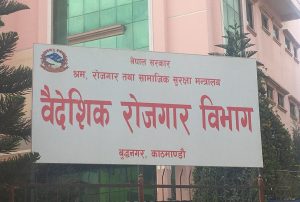 नेपाल सरकार
श्रम, रोजगार तथा सामाजिक सुरक्षा मन्त्रालय
वैदेशिक रोजगार विभाग
बुद्धनगर, काठमाण्डौ